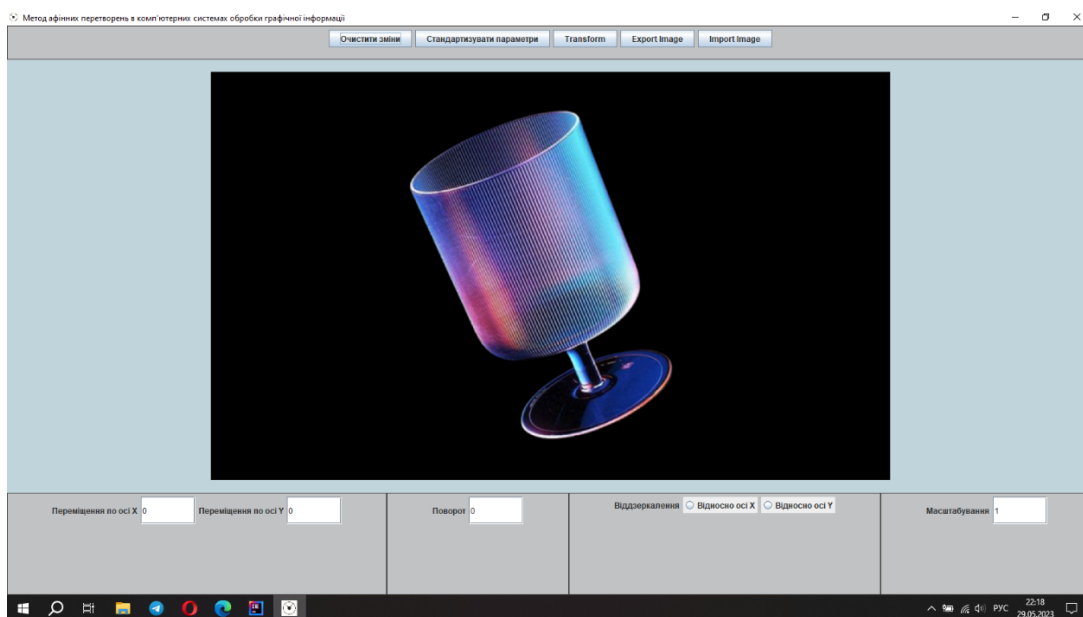 Метод афінних перетворень в комп'ютерних системах обробки графічної інформації
Очистити зміни Стандартизувати параметри Transform Export Image Import Image
Переміщення по осі X 0 Переміщення по осі Y 0 Поворот 0 Віддзеркалення Відносно осі X Відносно осі Y Масштабування 1
22:18
РУС
29.05.2023